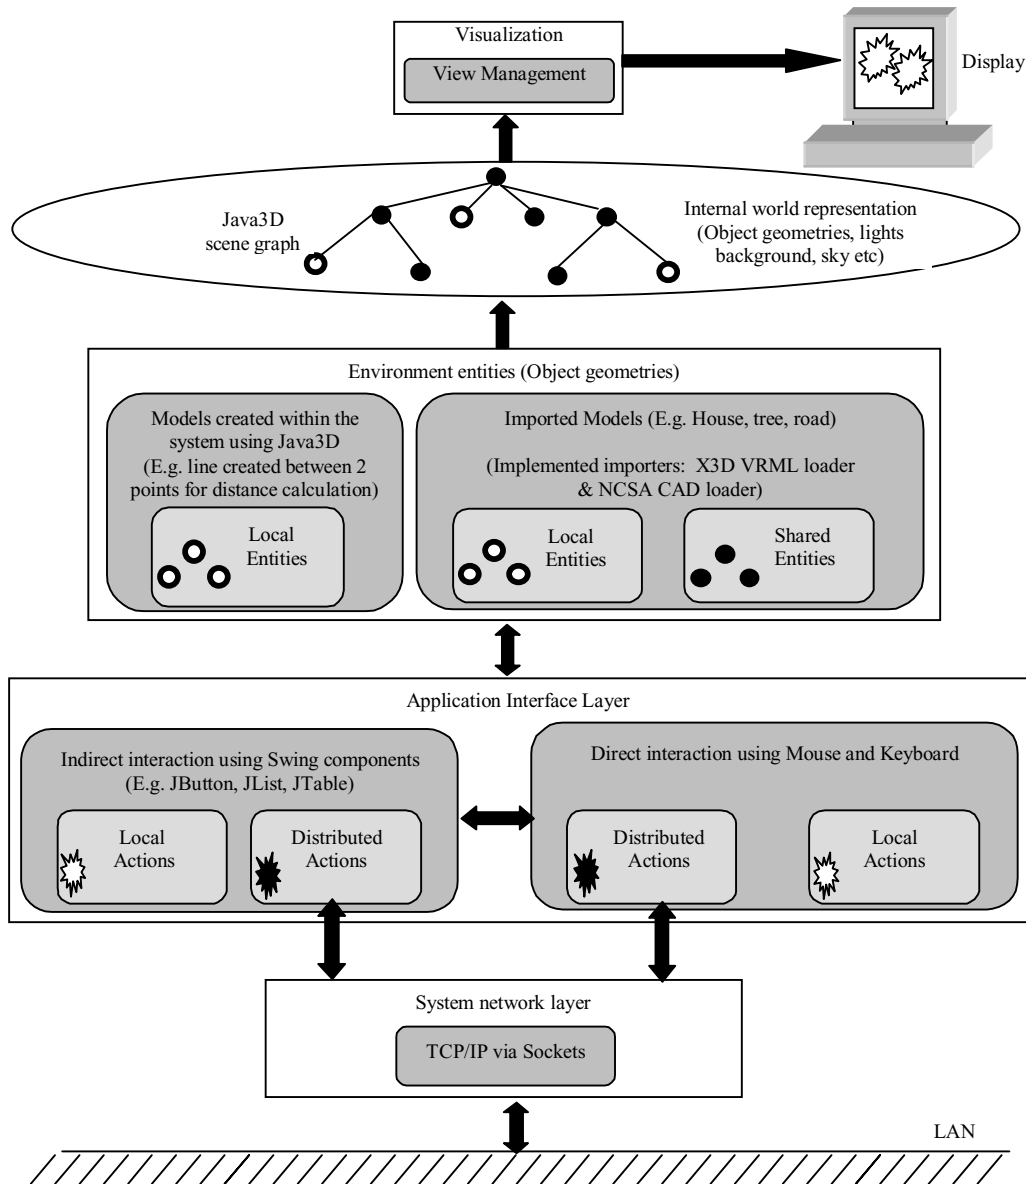 Visualization
View Management
Display
Java3D
scene graph
Internal world representation
(Object geometries, lights
background, sky etc)
Environment entities (Object geometries)
Models created within the
system using Java3D
(E.g. line created between 2
points for distance calculation)
Local
Entities
Imported Models (E.g. House, tree, road)
(Implemented importers: X3D VRML loader
& NCSA CAD loader)
Local
Entities
Shared
Entities
Application Interface Layer
Indirect interaction using Swing components
(E.g. JButton, JList, JTable)
Local
Actions
Distributed
Actions
Direct interaction using Mouse and Keyboard
Distributed
Actions
Local
Actions
System network layer
TCP/IP via Sockets
LAN